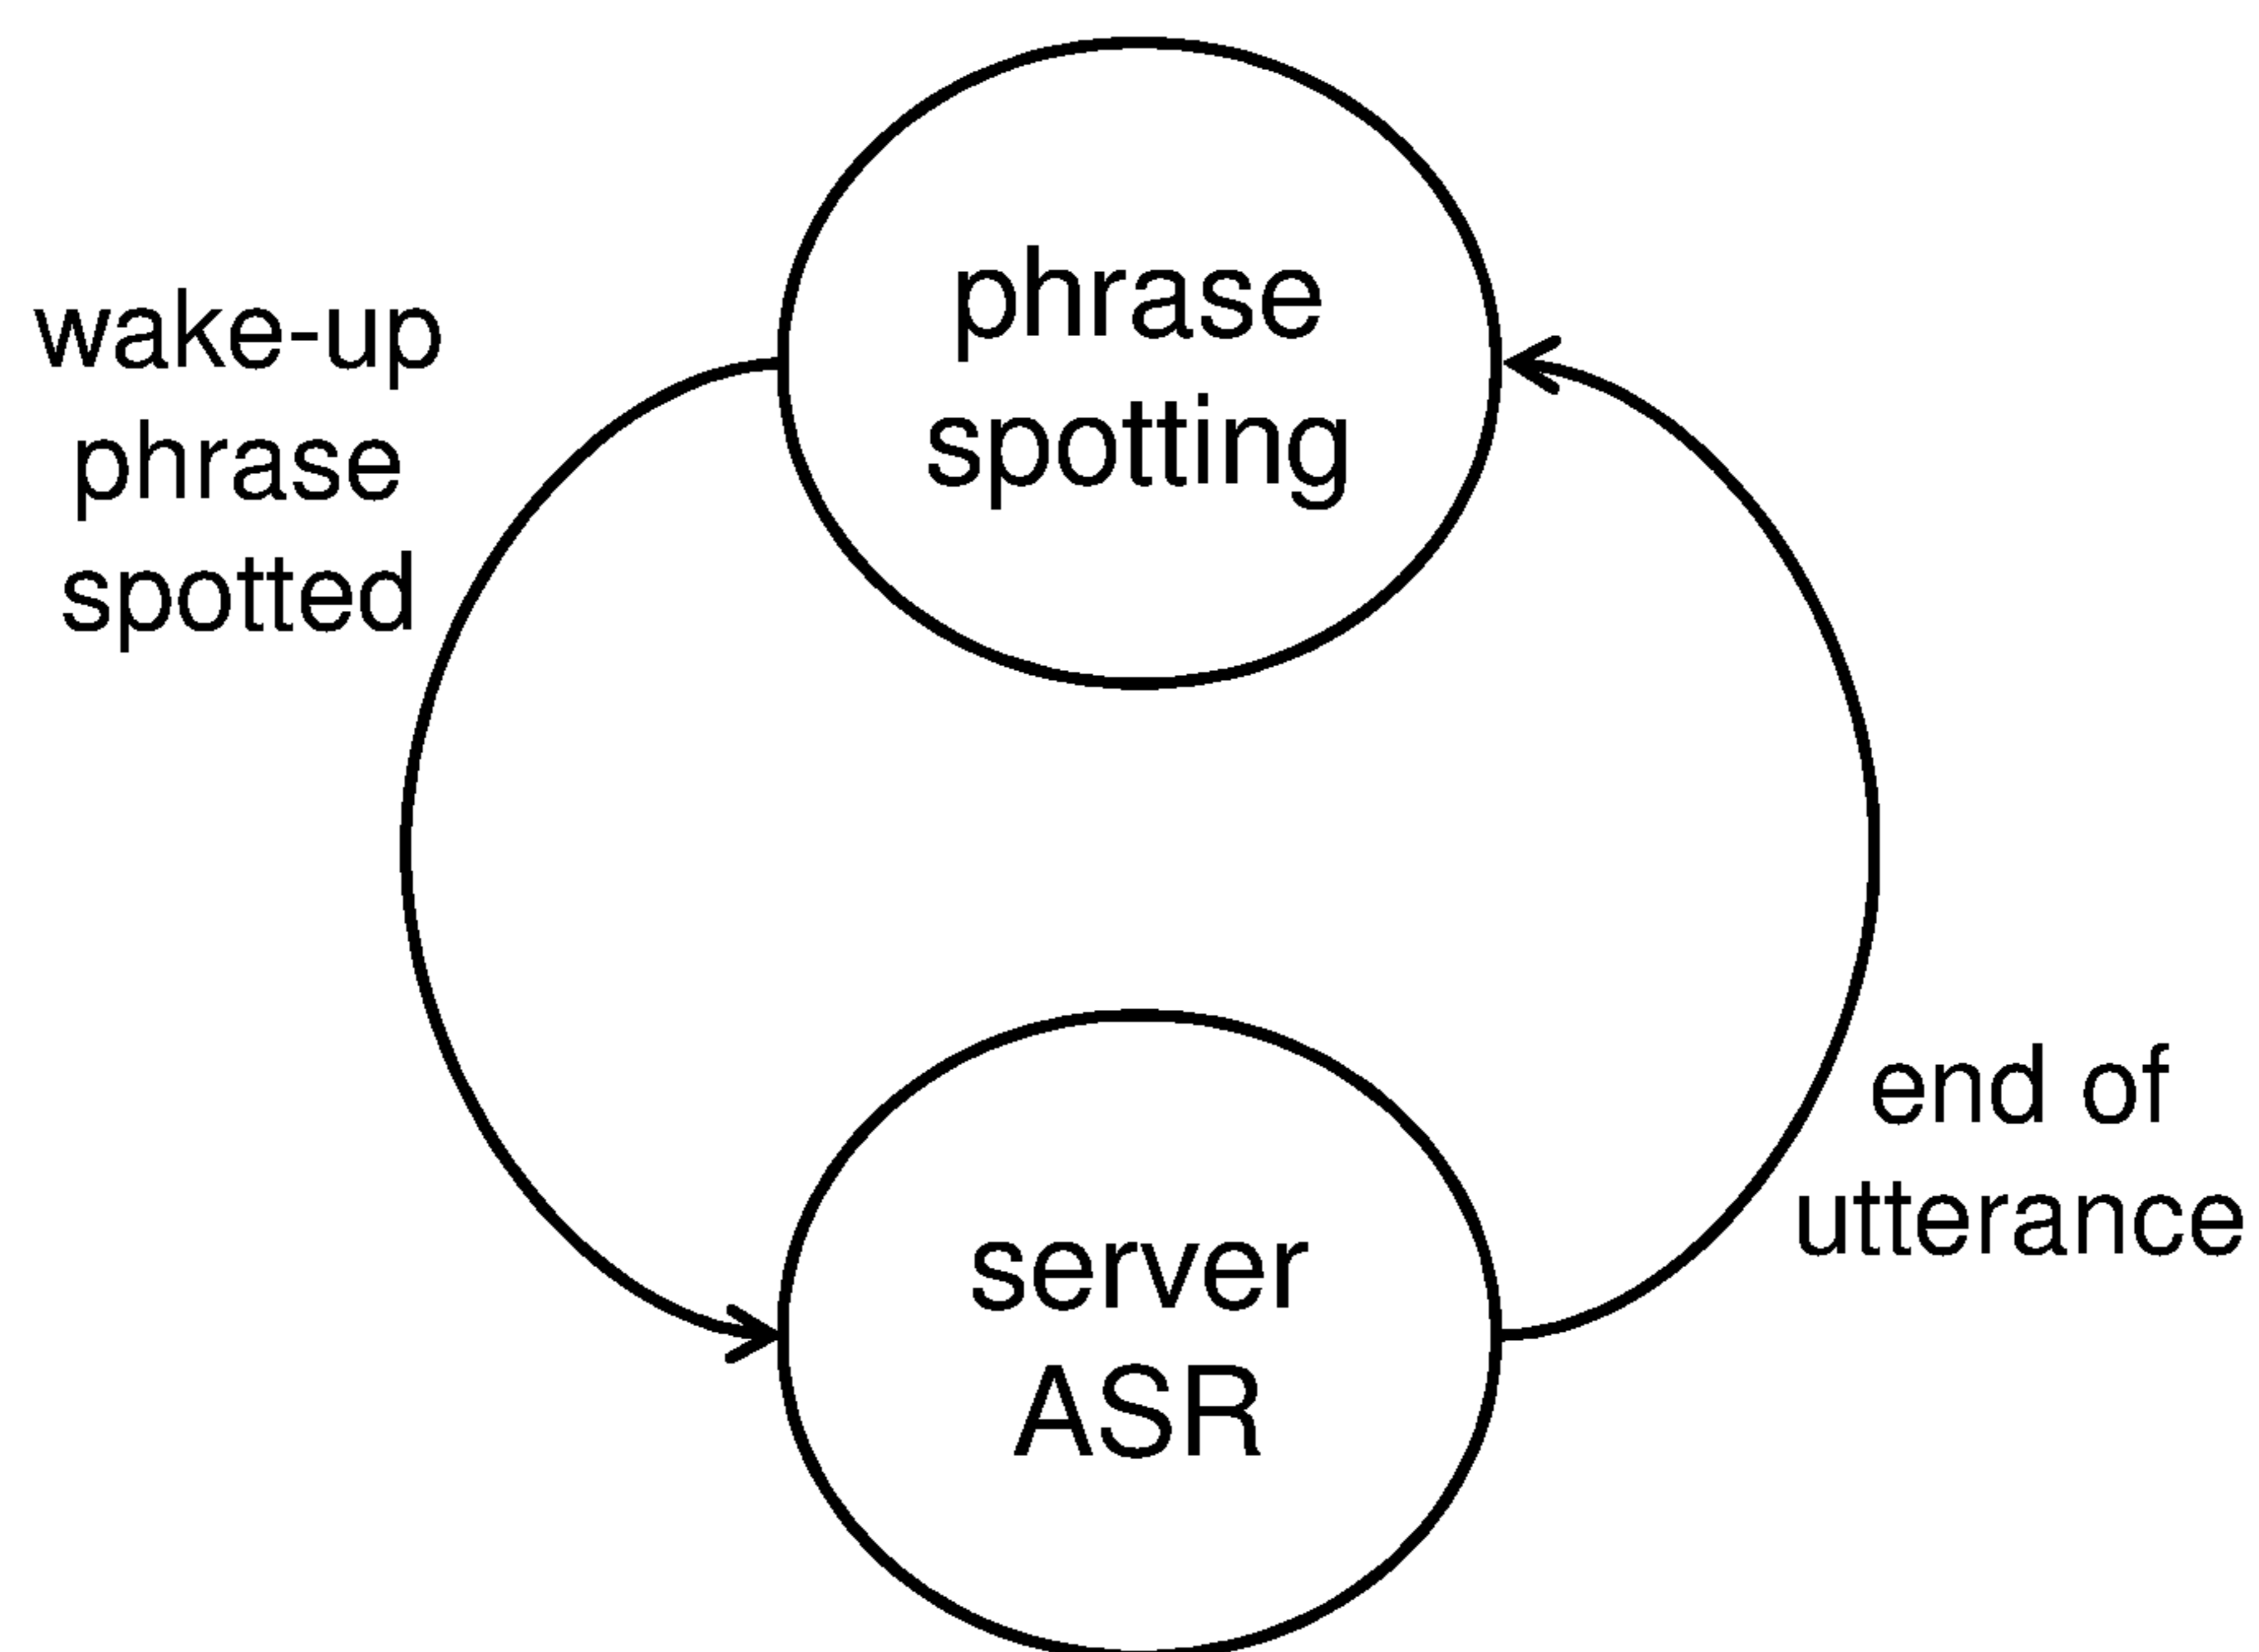 phrase
spotting
wake-up
phrase
spotted
server
ASR
end of
utterance